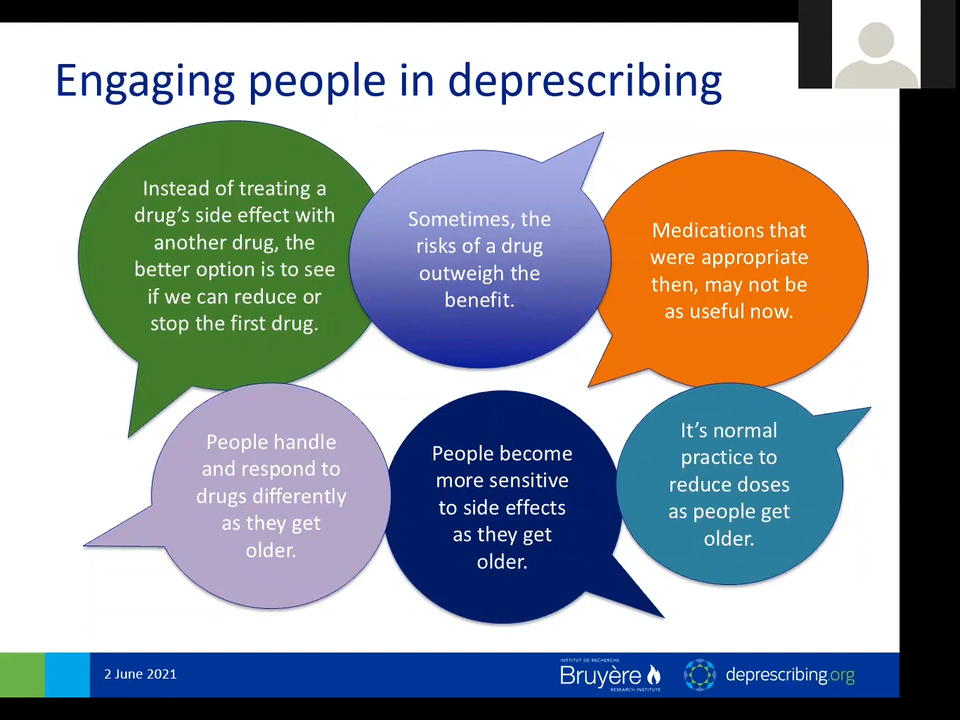 Engaging people in deprescribing
Instead of treating a
drug's side effect with
another drug, the
better option is to see
if we can reduce or
stop the first drug.
Sometimes, the
risks of a drug
outweigh the
benefit.
Medications that
were appropriate
then, may not be
as useful now.
People handle
and respond to
drugs differently
as they get
older.
People become
more sensitive
to side effects
as they get
older.
It's normal
practice to
reduce doses
as people get
older.
2 June 2021
INSTITUT DE RECHERCHE
Bruyère
RESEARCH INSTITUTE
deprescribing.org